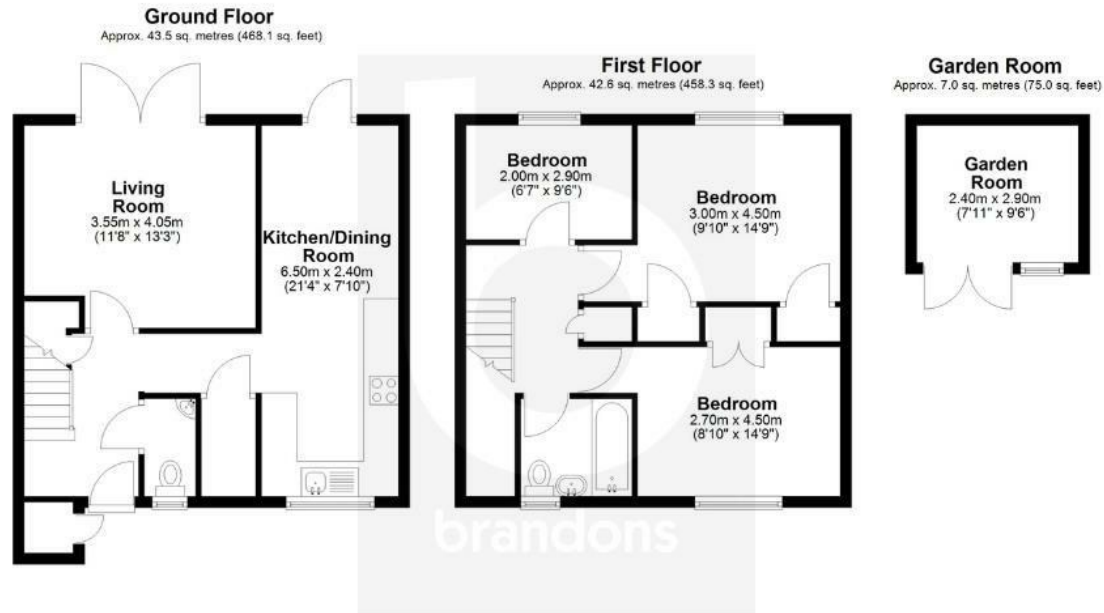 Ground Floor
Approx. 43.5 sq. metres (468.1 sq. feet)
Living
Room
3.55m x 4.05m
(11'8" x 13'3")
Kitchen/Dining
Room
6.50m x 2.40m
(21'4" x 7'10")
First Floor
Approx. 42.6 sq. metres (458.3 sq. feet)
Bedroom
2.00m x 2.90m
(6'7" x 9'6")
Bedroom
3.00m x 4.50m
(9'10" x 14'9")
Bedroom
2.70m x 4.50m
(8'10" x 14'9")
Garden Room
Approx. 7.0 sq. metres (75.0 sq. feet)
Garden
Room
2.40m x 2.90m
(7'11" x 9'6")
b
brandons